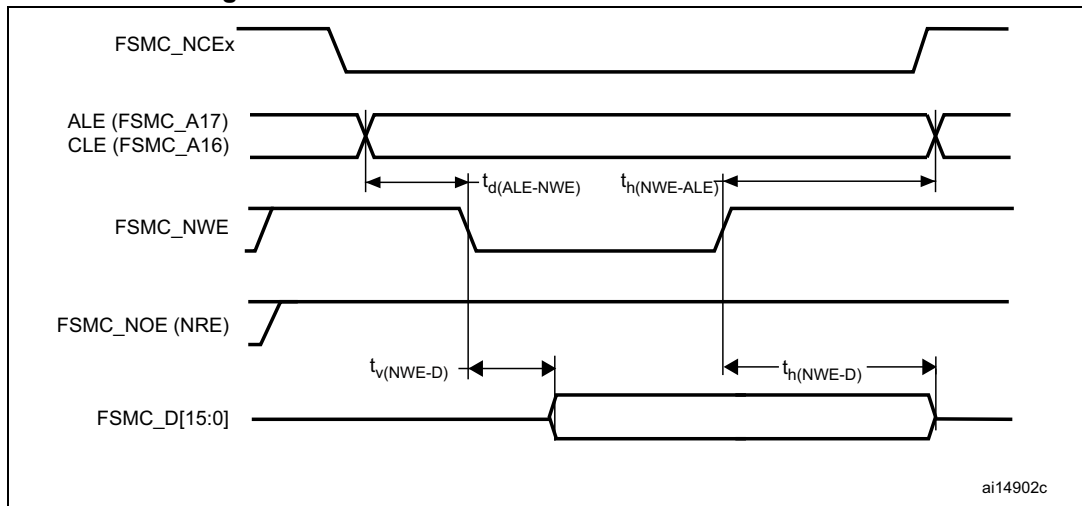 FSMC_NCEx
ALE (FSMC_A17)
CLE (FSMC_A16)
td(ALE-NWE)
th(NWE-ALE)
FSMC_NWE
FSMC_NOE (NRE)
tv(NWE-D)
th(NWE-D)
FSMC_D[15:0]
ai14902c